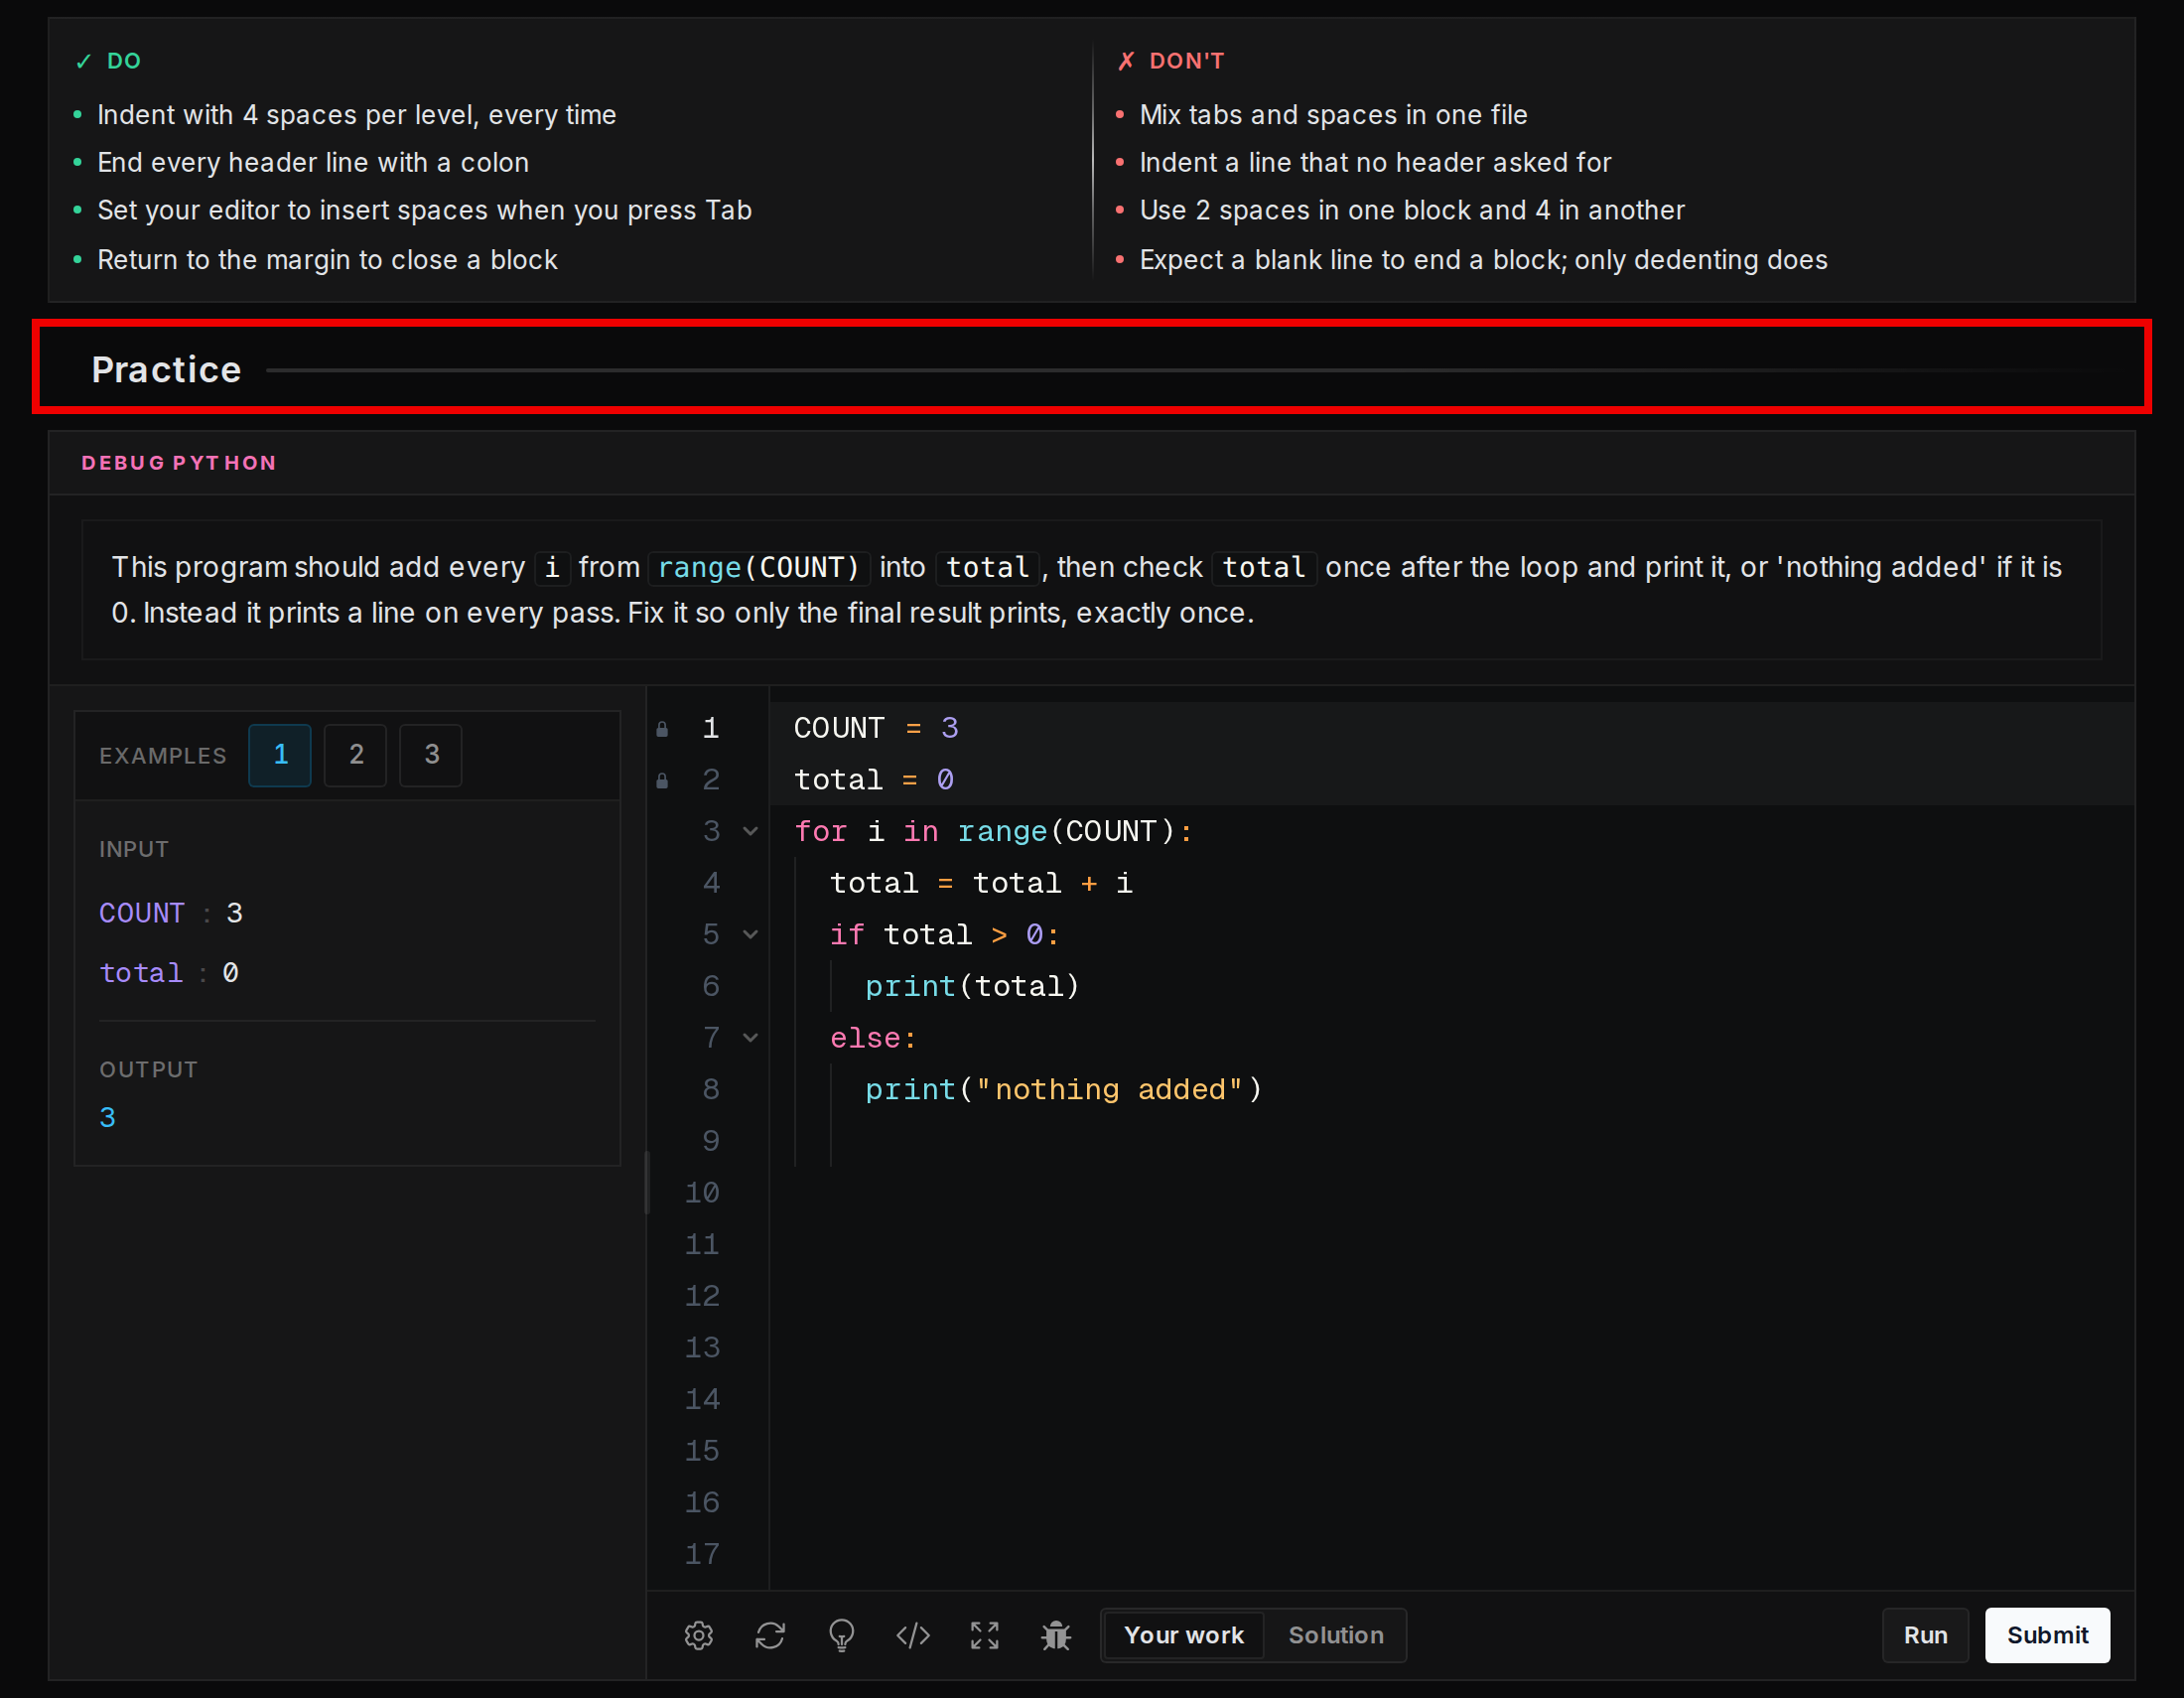 ✓ DO
• Indent with 4 spaces per level, every time
• End every header line with a colon
• Set your editor to insert spaces when you press Tab
• Return to the margin to close a block
✗ DON'T
• Mix tabs and spaces in one file
• Indent a line that no header asked for
• Use 2 spaces in one block and 4 in another
• Expect a blank line to end a block; only dedenting does
Practice
DEBUG PYTHON
This program should add every i from range(COUNT) into total, then check total once after the loop and print it, or 'nothing added' if it is
0. Instead it prints a line on every pass. Fix it so only the final result prints, exactly once.
EXAMPLES 1 2 3
INPUT
COUNT : 3
total : 0
OUTPUT
3
1 COUNT = 3
2 total = 0
3 for i in range(COUNT):
4   total = total + i
5   if total > 0:
6     print(total)
7   else:
8     print("nothing added")
9
10
11
12
13
14
15
16
17
Your work Solution Run Submit